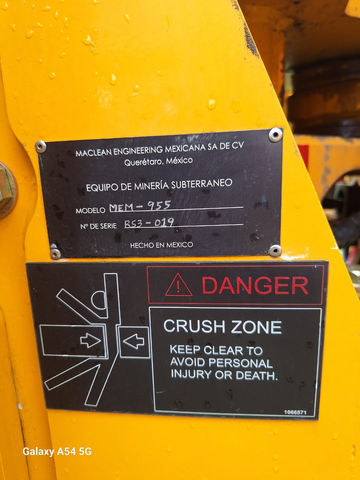 MACLEAN ENGINEERING MEXICANA SA DE CV
Querétaro, México
EQUIPO DE MINERÍA SUBTERRANEO
MODELO MEM-955
N° DE SERIE RS3-019
HECHO EN MEXICO
DANGER
CRUSH ZONE
KEEP CLEAR TO
AVOID PERSONAL
INJURY OR DEATH.
1066571
Galaxy A54 5G